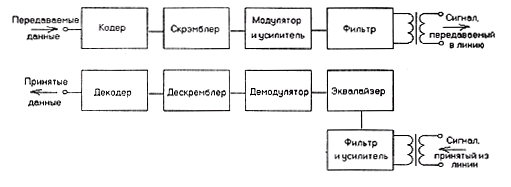 Передаваемые
данные
Кодер
Скрэмблер
Модулятор
и усилитель
Фильтр
Сигнал,
передаваемый
в линию
Принятые
данные
Декодер
Дескремблер
Демодулятор
Эквалайзер
Фильтр
и усилитель
Сигнал,
принятый из
линии